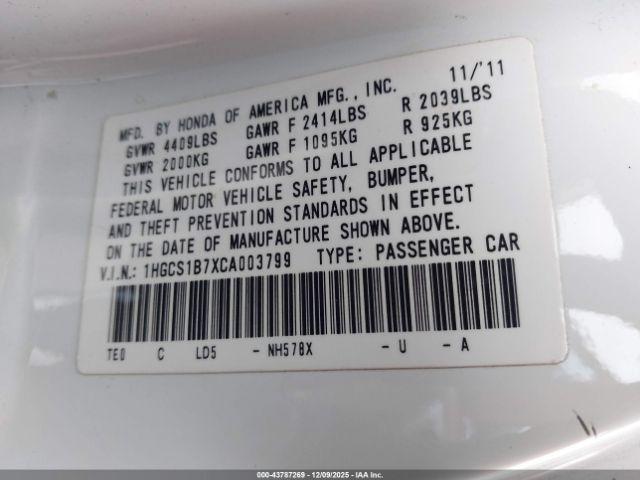 MFD. BY HONDA OF AMERICA MFG., INC. 11/'11
GVWR 4409LBS GAWR F 2414LBS R 2039LBS
GVWR 2000KG GAWR F 1095KG R 925KG
THIS VEHICLE CONFORMS TO ALL APPLICABLE
FEDERAL MOTOR VEHICLE SAFETY, BUMPER,
AND THEFT PREVENTION STANDARDS IN EFFECT
ON THE DATE OF MANUFACTURE SHOWN ABOVE.
V.I.N.: 1HGCS1B7XCA003799 TYPE: PASSENGER CAR
TE0 C LD5 - NH578X - U - A
000-43787269 - 12/09/2025 - IAA Inc.